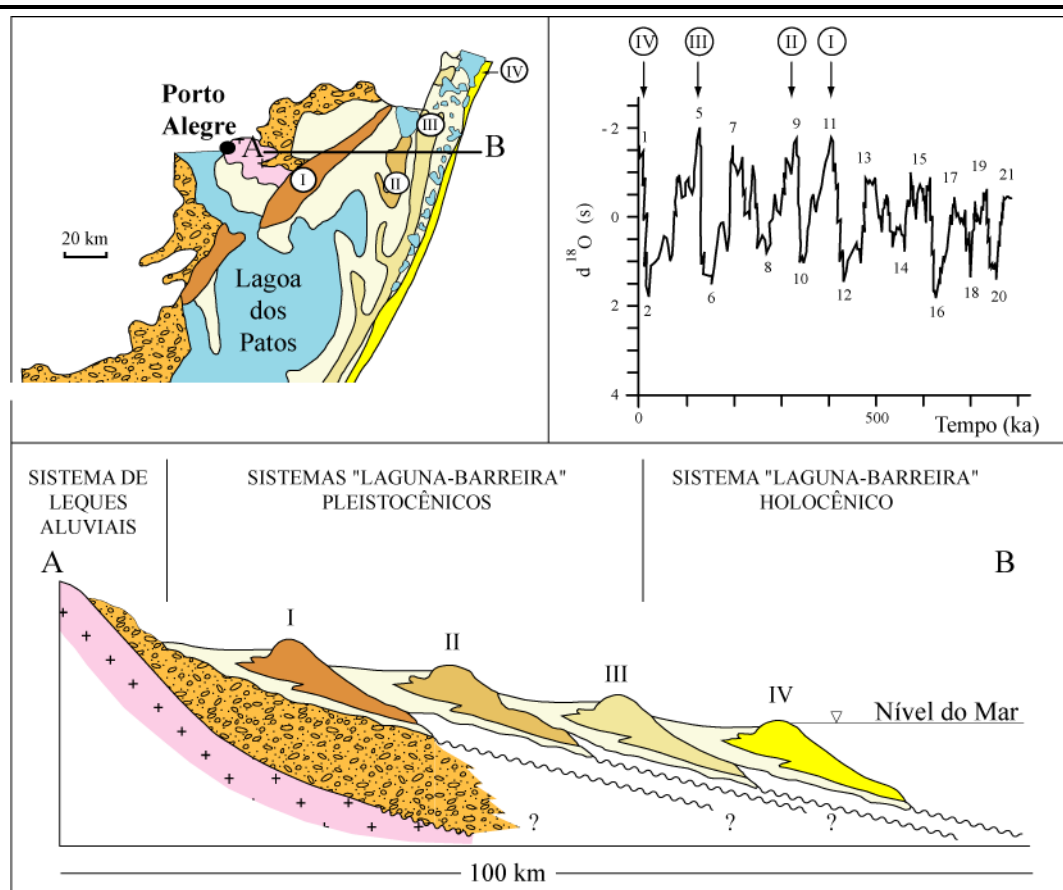 IV
Porto
Alegre
A
B
III
I
II
20 km
Lagoa
dos
Patos
IV
III
II
I
-2
0
2
4
d 18O (s)
1
5
7
9
11
13
15
17
19
21
2
6
8
10
12
14
16
18
20
0
500
Tempo (ka)
SISTEMA DE
LEQUES
ALUVIAIS
SISTEMAS "LAGUNA-BARREIRA"
PLEISTOCÊNICOS
SISTEMA "LAGUNA-BARREIRA"
HOLOCÊNICO
A
B
I
II
III
IV
Nível do Mar
?
?
?
100 km